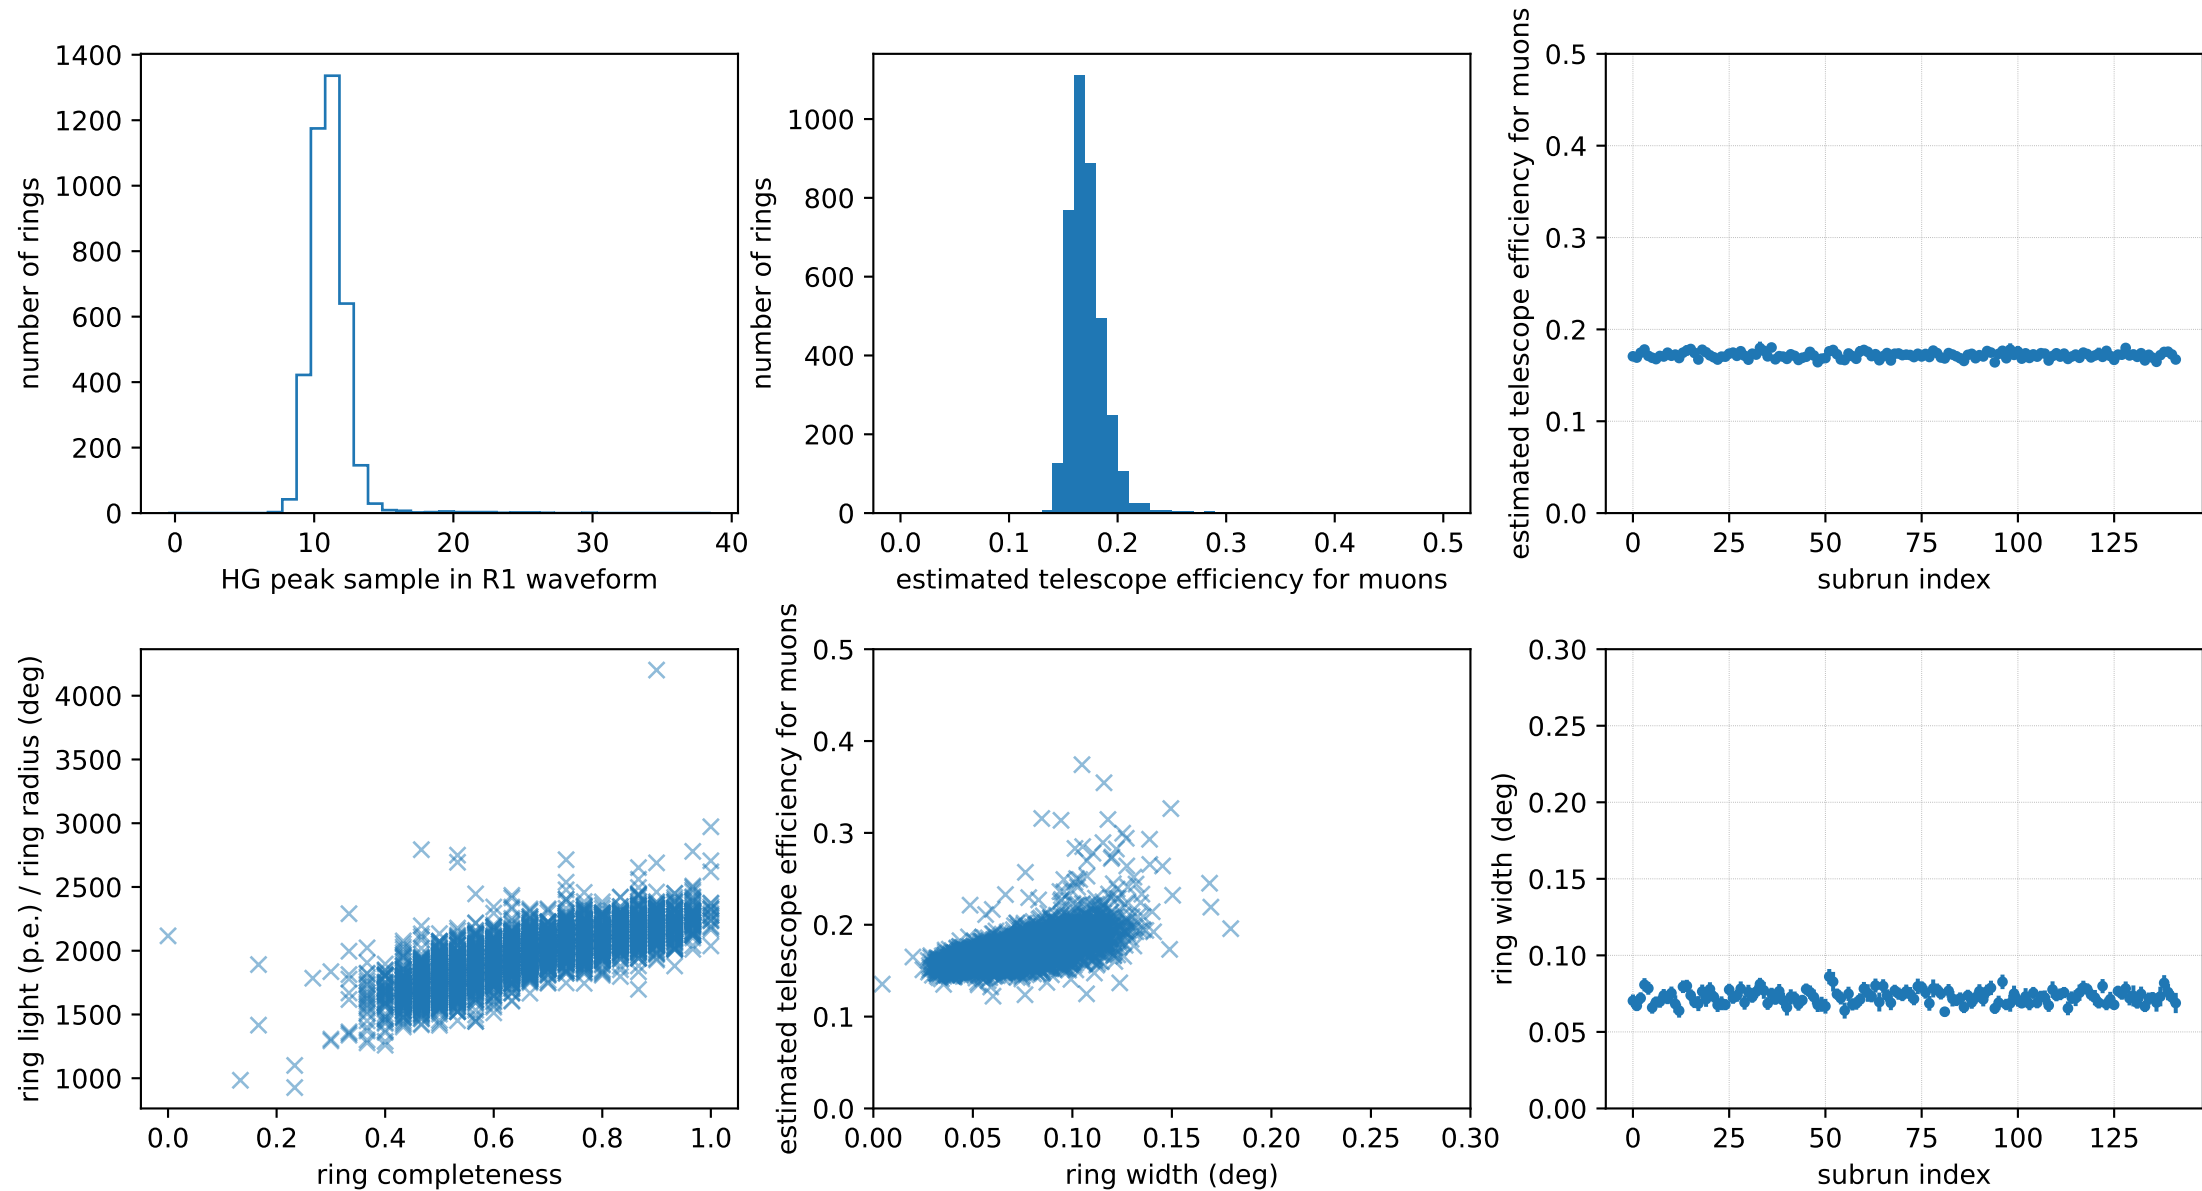 1400
1200
1000
800
600
400
200
0
number of rings
0 10 20 30 40
HG peak sample in R1 waveform
1000
800
600
400
200
0
number of rings
0.0 0.1 0.2 0.3 0.4 0.5
estimated telescope efficiency for muons
0.5
0.4
0.3
0.2
0.1
0.0
estimated telescope efficiency for muons
0 25 50 75 100 125
subrun index
4000
3500
3000
2500
2000
1500
1000
ring light (p.e.) / ring radius (deg)
0.0 0.2 0.4 0.6 0.8 1.0
ring completeness
0.5
0.4
0.3
0.2
0.1
0.0
estimated telescope efficiency for muons
0.00 0.05 0.10 0.15 0.20 0.25 0.30
ring width (deg)
0.30
0.25
0.20
0.15
0.10
0.05
0.00
ring width (deg)
0 25 50 75 100 125
subrun index